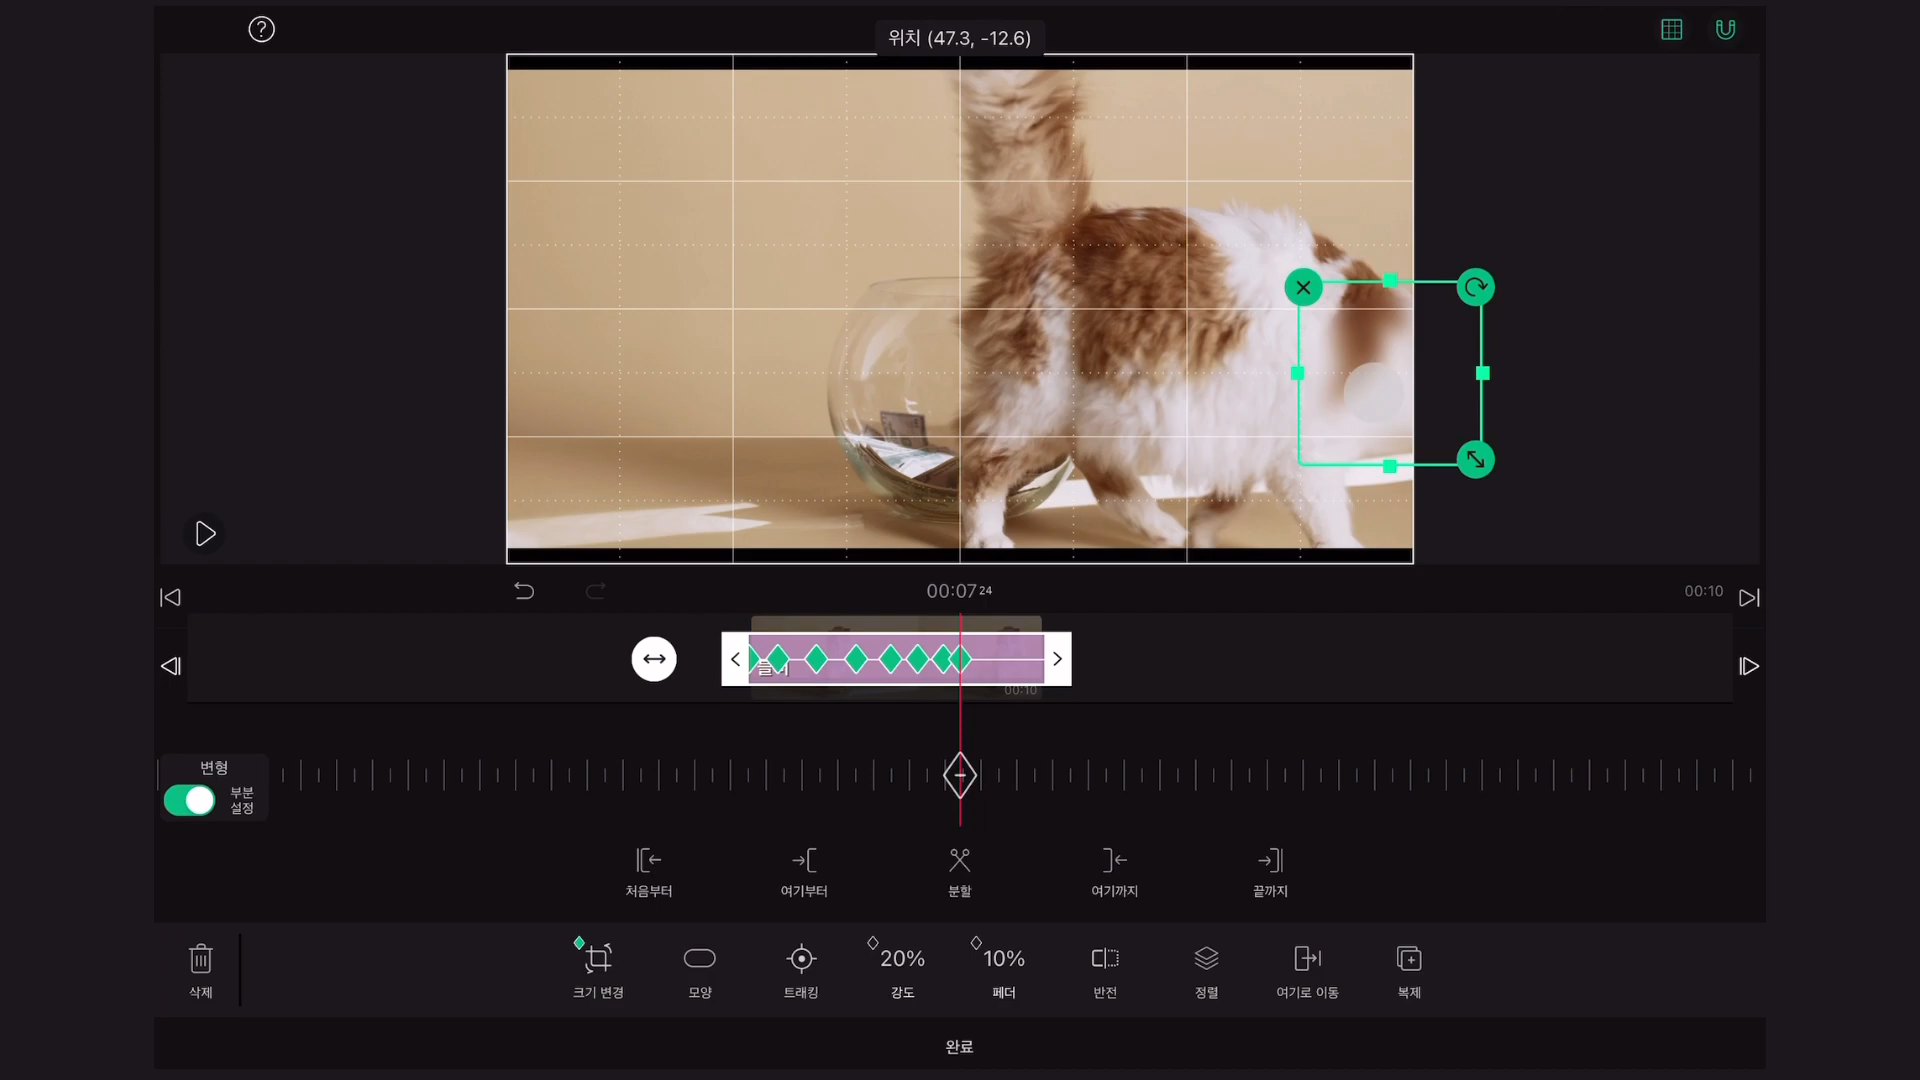 위치 (47.3, -12.6)
00:07 24
00:10
00:10
변형
부분
설정
처음부터
여기부터
분할
여기까지
끝까지
삭제
크기 변경
모양
트래킹
20%
강도
10%
페더
반전
정렬
여기로 이동
복제
완료